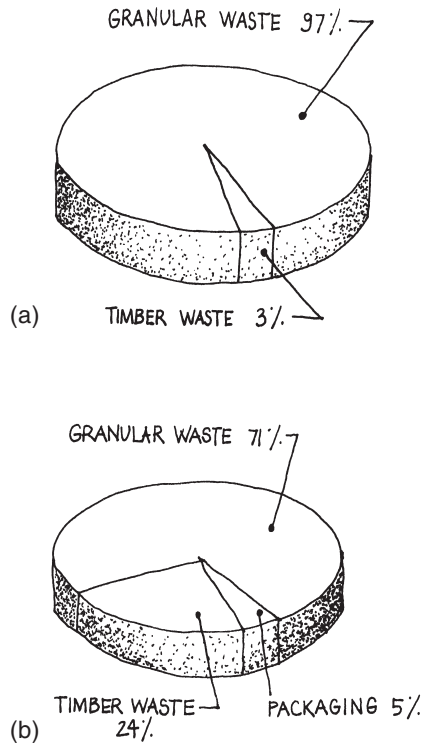 GRANULAR WASTE 97%
(a)
TIMBER WASTE 3%
GRANULAR WASTE 71%
TIMBER WASTE
24%
PACKAGING 5%
(b)